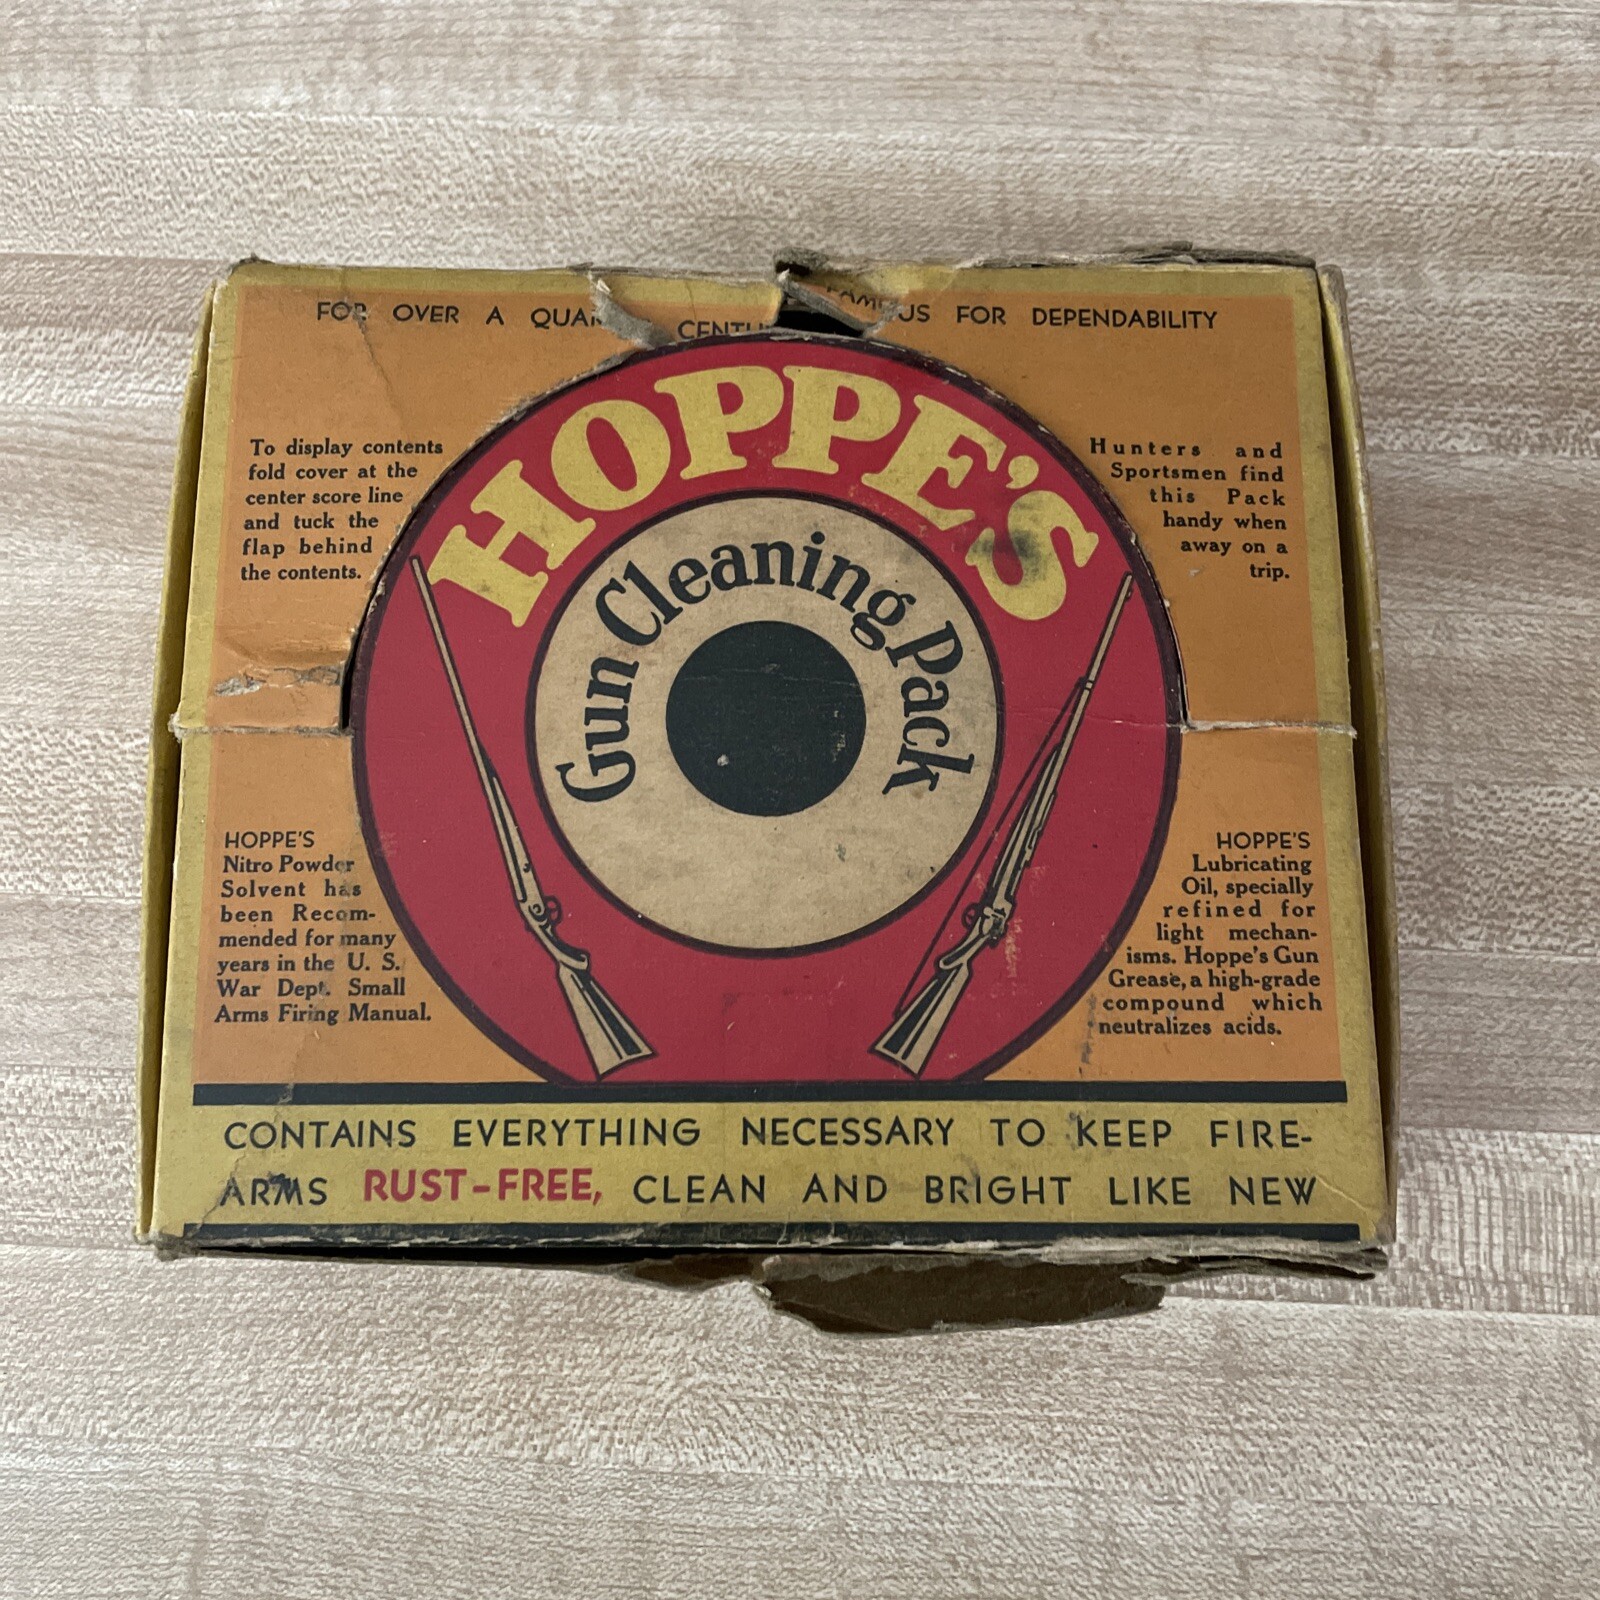 FOR OVER A CENTU FAMOUS FOR DEPENDABILITY
HOPPE'S
Gun Cleaning Pack
To display contents
fold cover at the
center score line
and tuck the
flap behind
the contents.
Hunters and
Sportsmen find
this Pack
handy when
away on a
trip.
HOPPE'S
Nitro Powder
Solvent has
been Recom-
mended for many
years in the U. S.
War Dept. Small
Arms Firing Manual.
HOPPE'S
Lubricating
Oil, specially
refined for
light mechan-
isms. Hoppe's Gun
Grease, a high-grade
compound which
neutralizes acids.
CONTAINS EVERYTHING NECESSARY TO KEEP FIRE-
ARMS RUST-FREE, CLEAN AND BRIGHT LIKE NEW